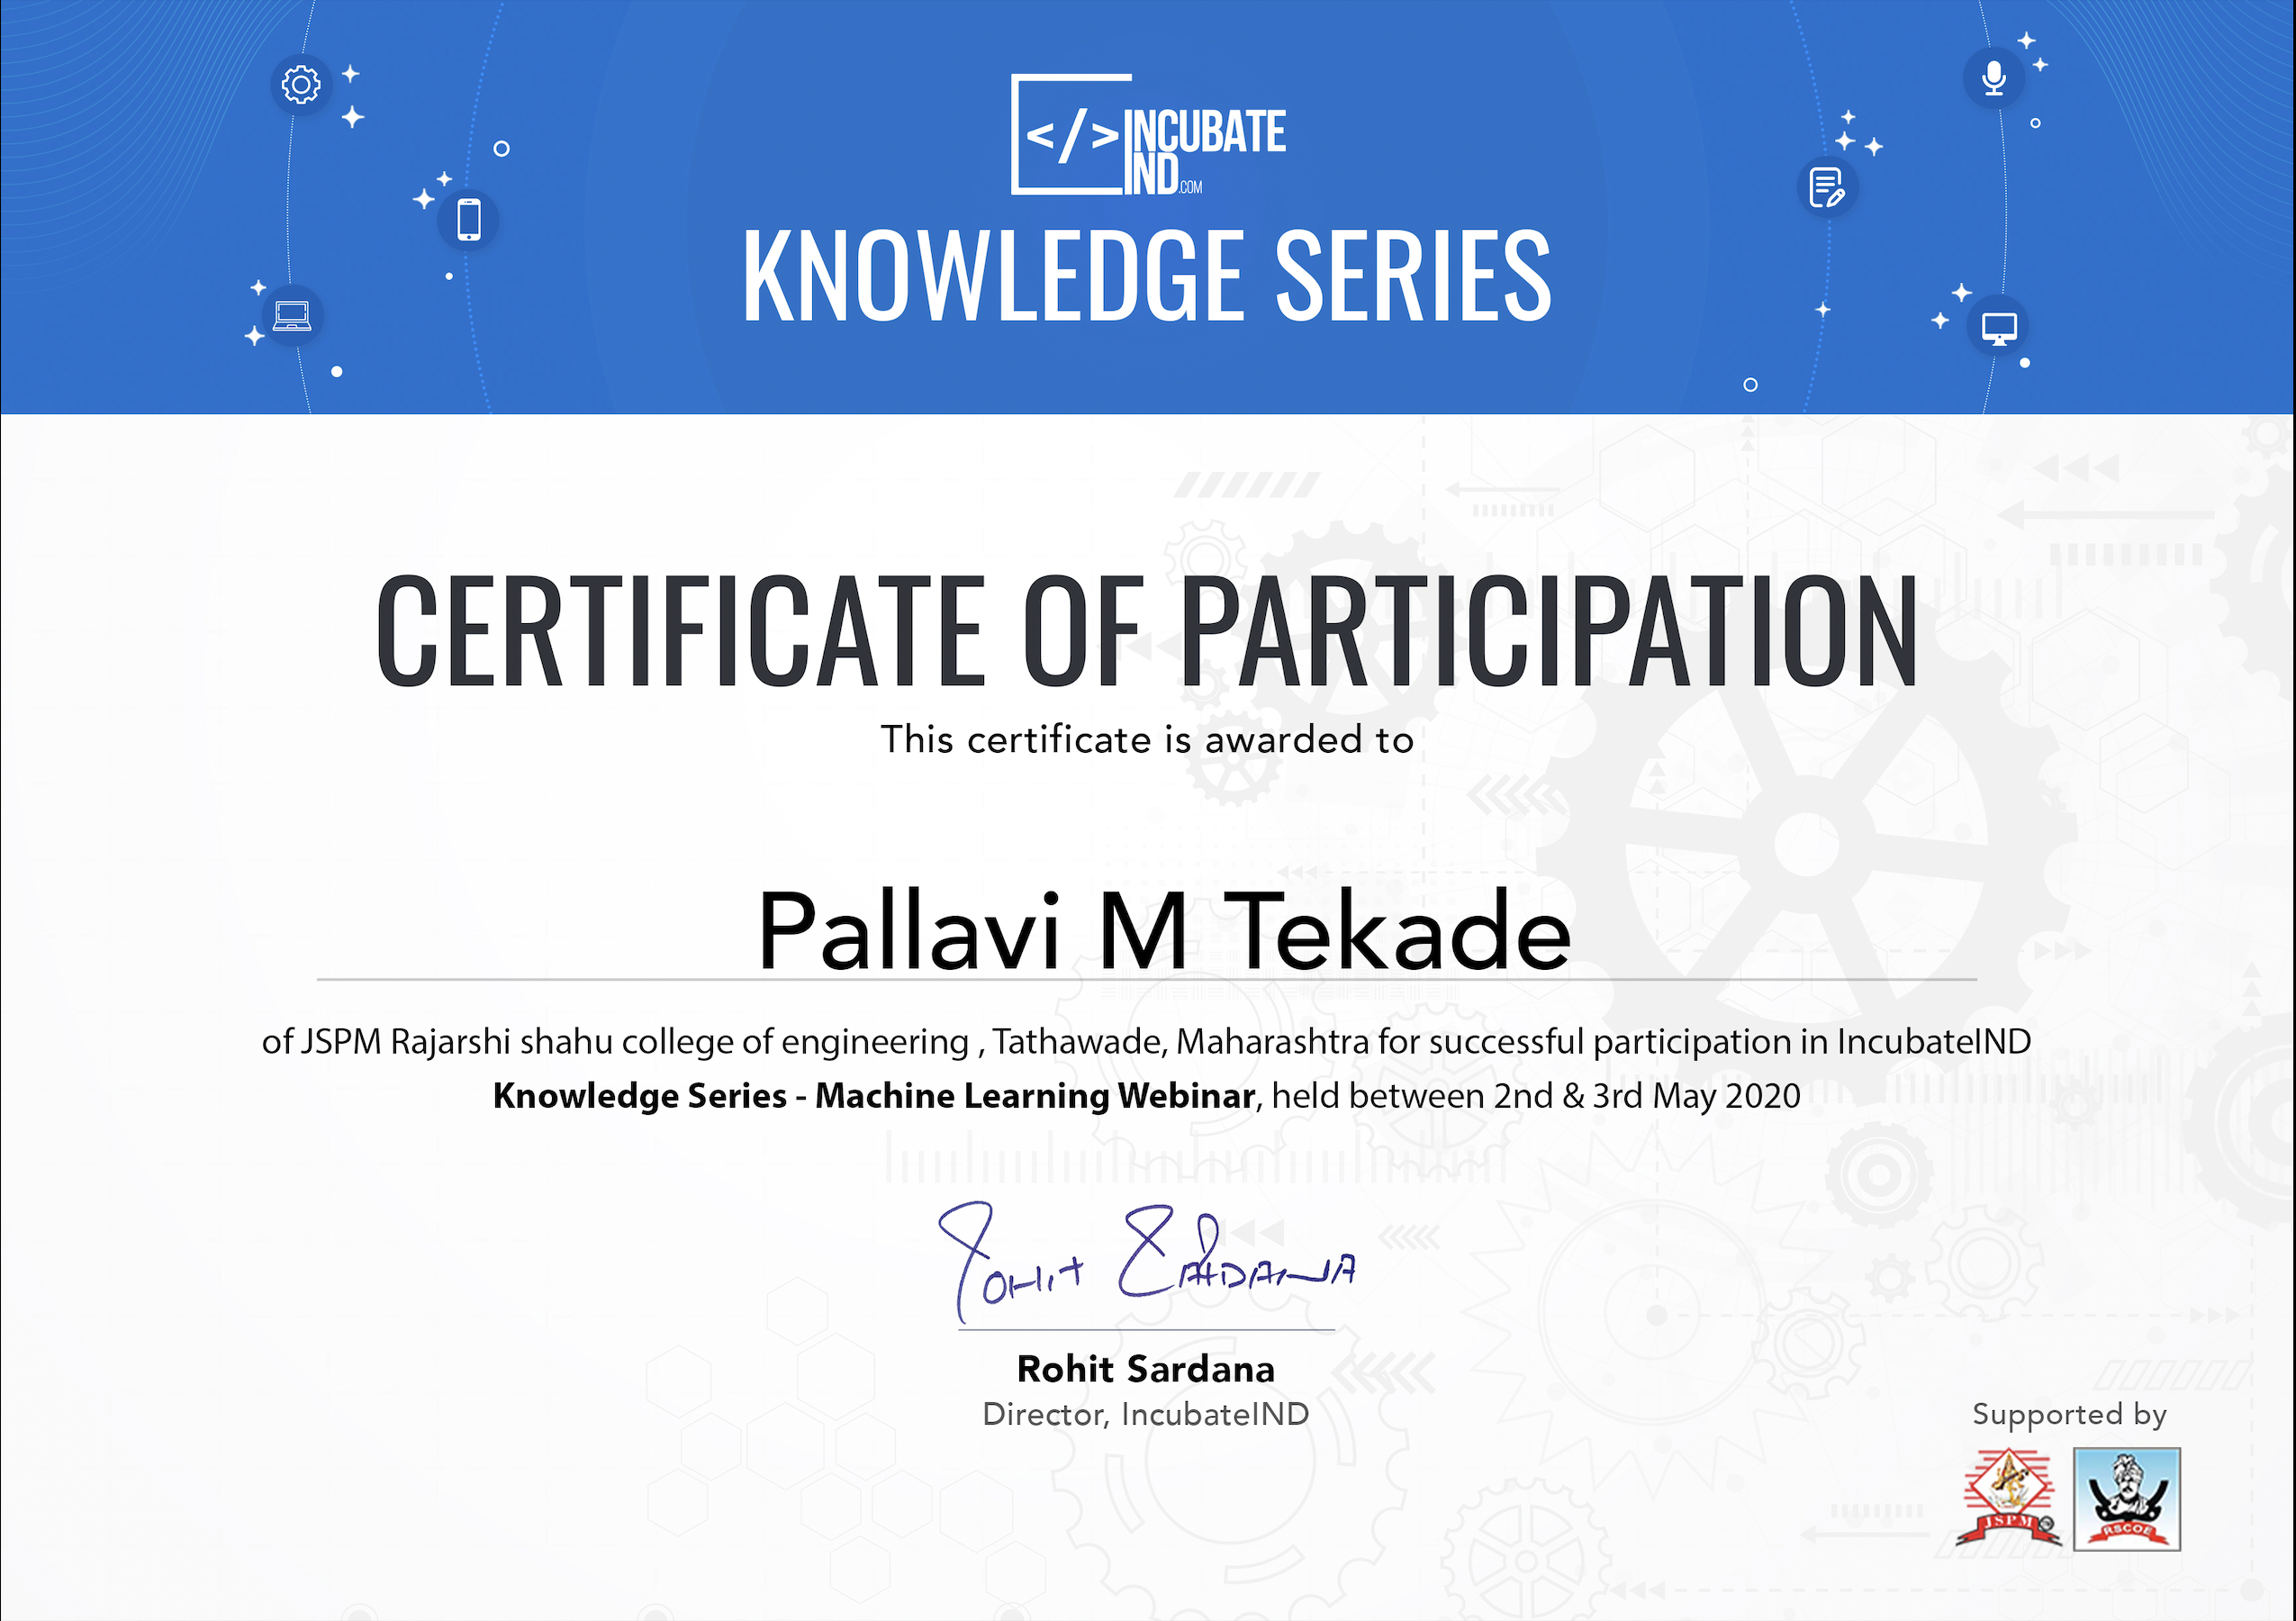 </> INCUBATE
IND.COM
KNOWLEDGE SERIES
CERTIFICATE OF PARTICIPATION
This certificate is awarded to
Pallavi M Tekade
of JSPM Rajarshi shahu college of engineering , Tathawade, Maharashtra for successful participation in IncubateIND
Knowledge Series - Machine Learning Webinar, held between 2nd & 3rd May 2020
Rohit Sardana
Rohit Sardana
Director, IncubateIND
Supported by
JSPM
RSCOE